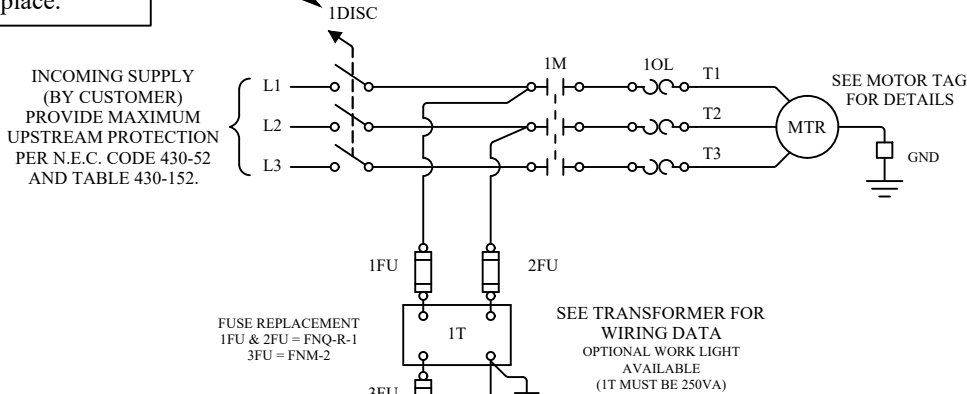 place.
1DISC
INCOMING SUPPLY
(BY CUSTOMER)
PROVIDE MAXIMUM
UPSTREAM PROTECTION
PER N.E.C. CODE 430-52
AND TABLE 430-152.
L1
L2
L3
1M
1OL
T1
T2
T3
MTR
SEE MOTOR TAG
FOR DETAILS
GND
1FU
2FU
FUSE REPLACEMENT
1FU & 2FU = FNQ-R-1
3FU = FNM-2
1T
SEE TRANSFORMER FOR
WIRING DATA
OPTIONAL WORK LIGHT
AVAILABLE
(1T MUST BE 250VA)
3FU